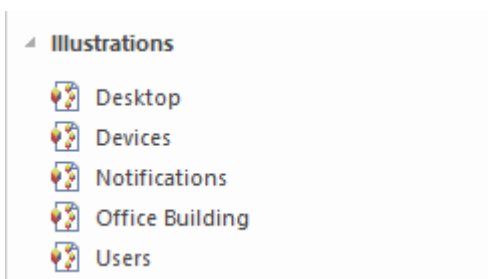 Illustrations
Desktop
Devices
Notifications
Office Building
Users